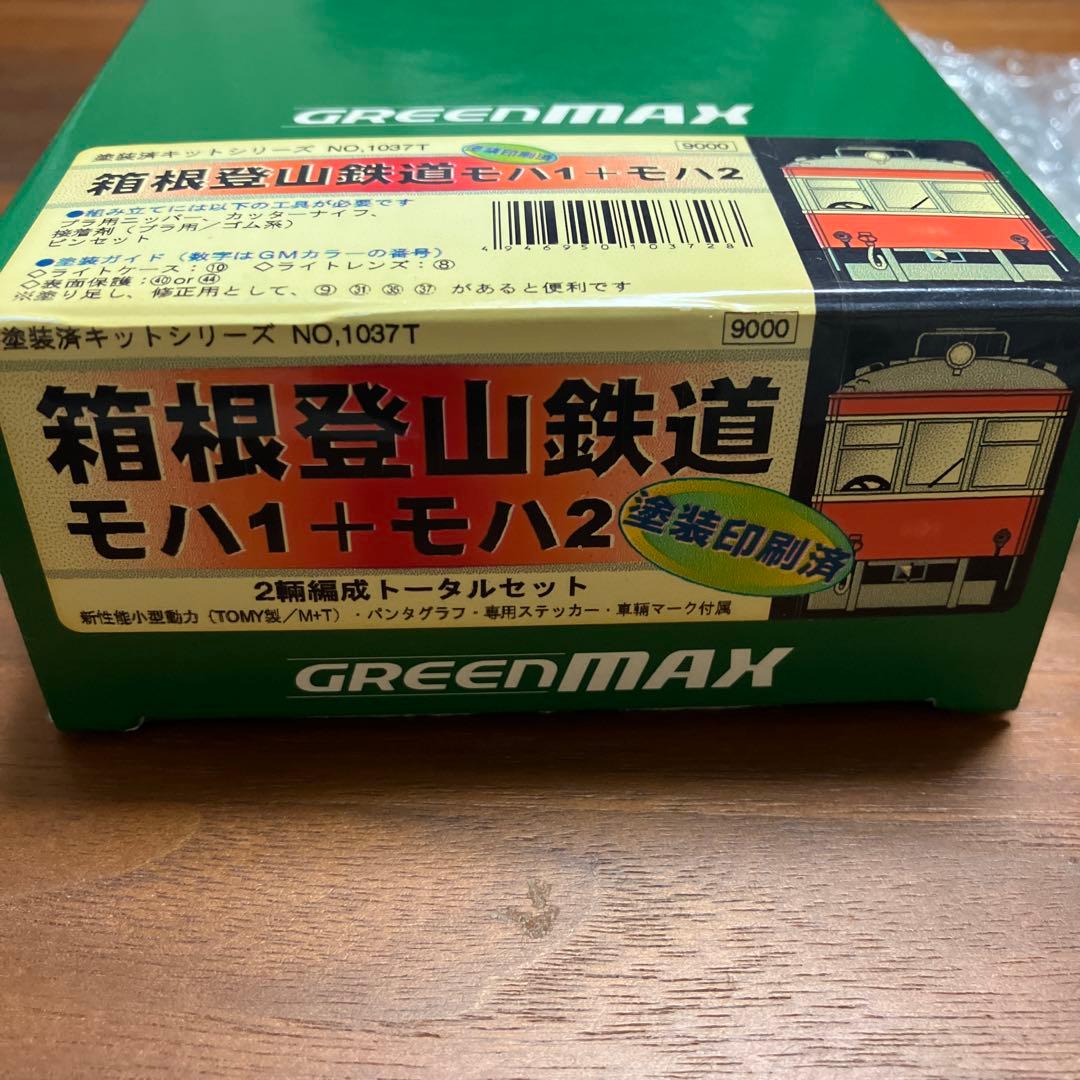 GREENMAX
塗装済キットシリーズ NO,1037T 塗装印刷済 9000
箱根登山鉄道モハ1+モハ2
●組み立てには以下の工具が必要です
プラ用ニッパー、カッターナイフ、
接着剤(プラ用/ゴム系)
ピンセット
4946950103728
●塗装ガイド(数字はGMカラーの番号)
◇ライトケース:⑩ ◇ライトレンズ:⑧
◇表面保護:㊵or㊹
※塗り足し、修正用として、⑨ ㉛ ㉟ ㊲ があると便利です
塗装済キットシリーズ NO,1037T 9000
箱根登山鉄道
モハ1+モハ2
塗装印刷済
2輛編成トータルセット
新性能小型動力(TOMY製/M+T)・パンタグラフ・専用ステッカー・車輛マーク付属
GREENMAX